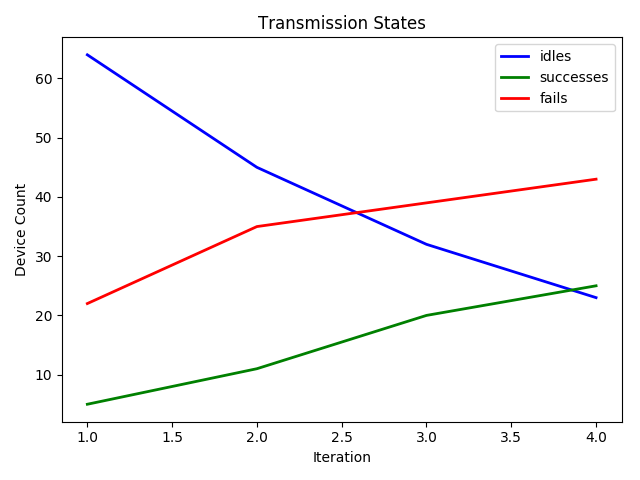 Transmission States
idles
successes
fails
Device Count
60
50
40
30
20
10
1.0 1.5 2.0 2.5 3.0 3.5 4.0
Iteration